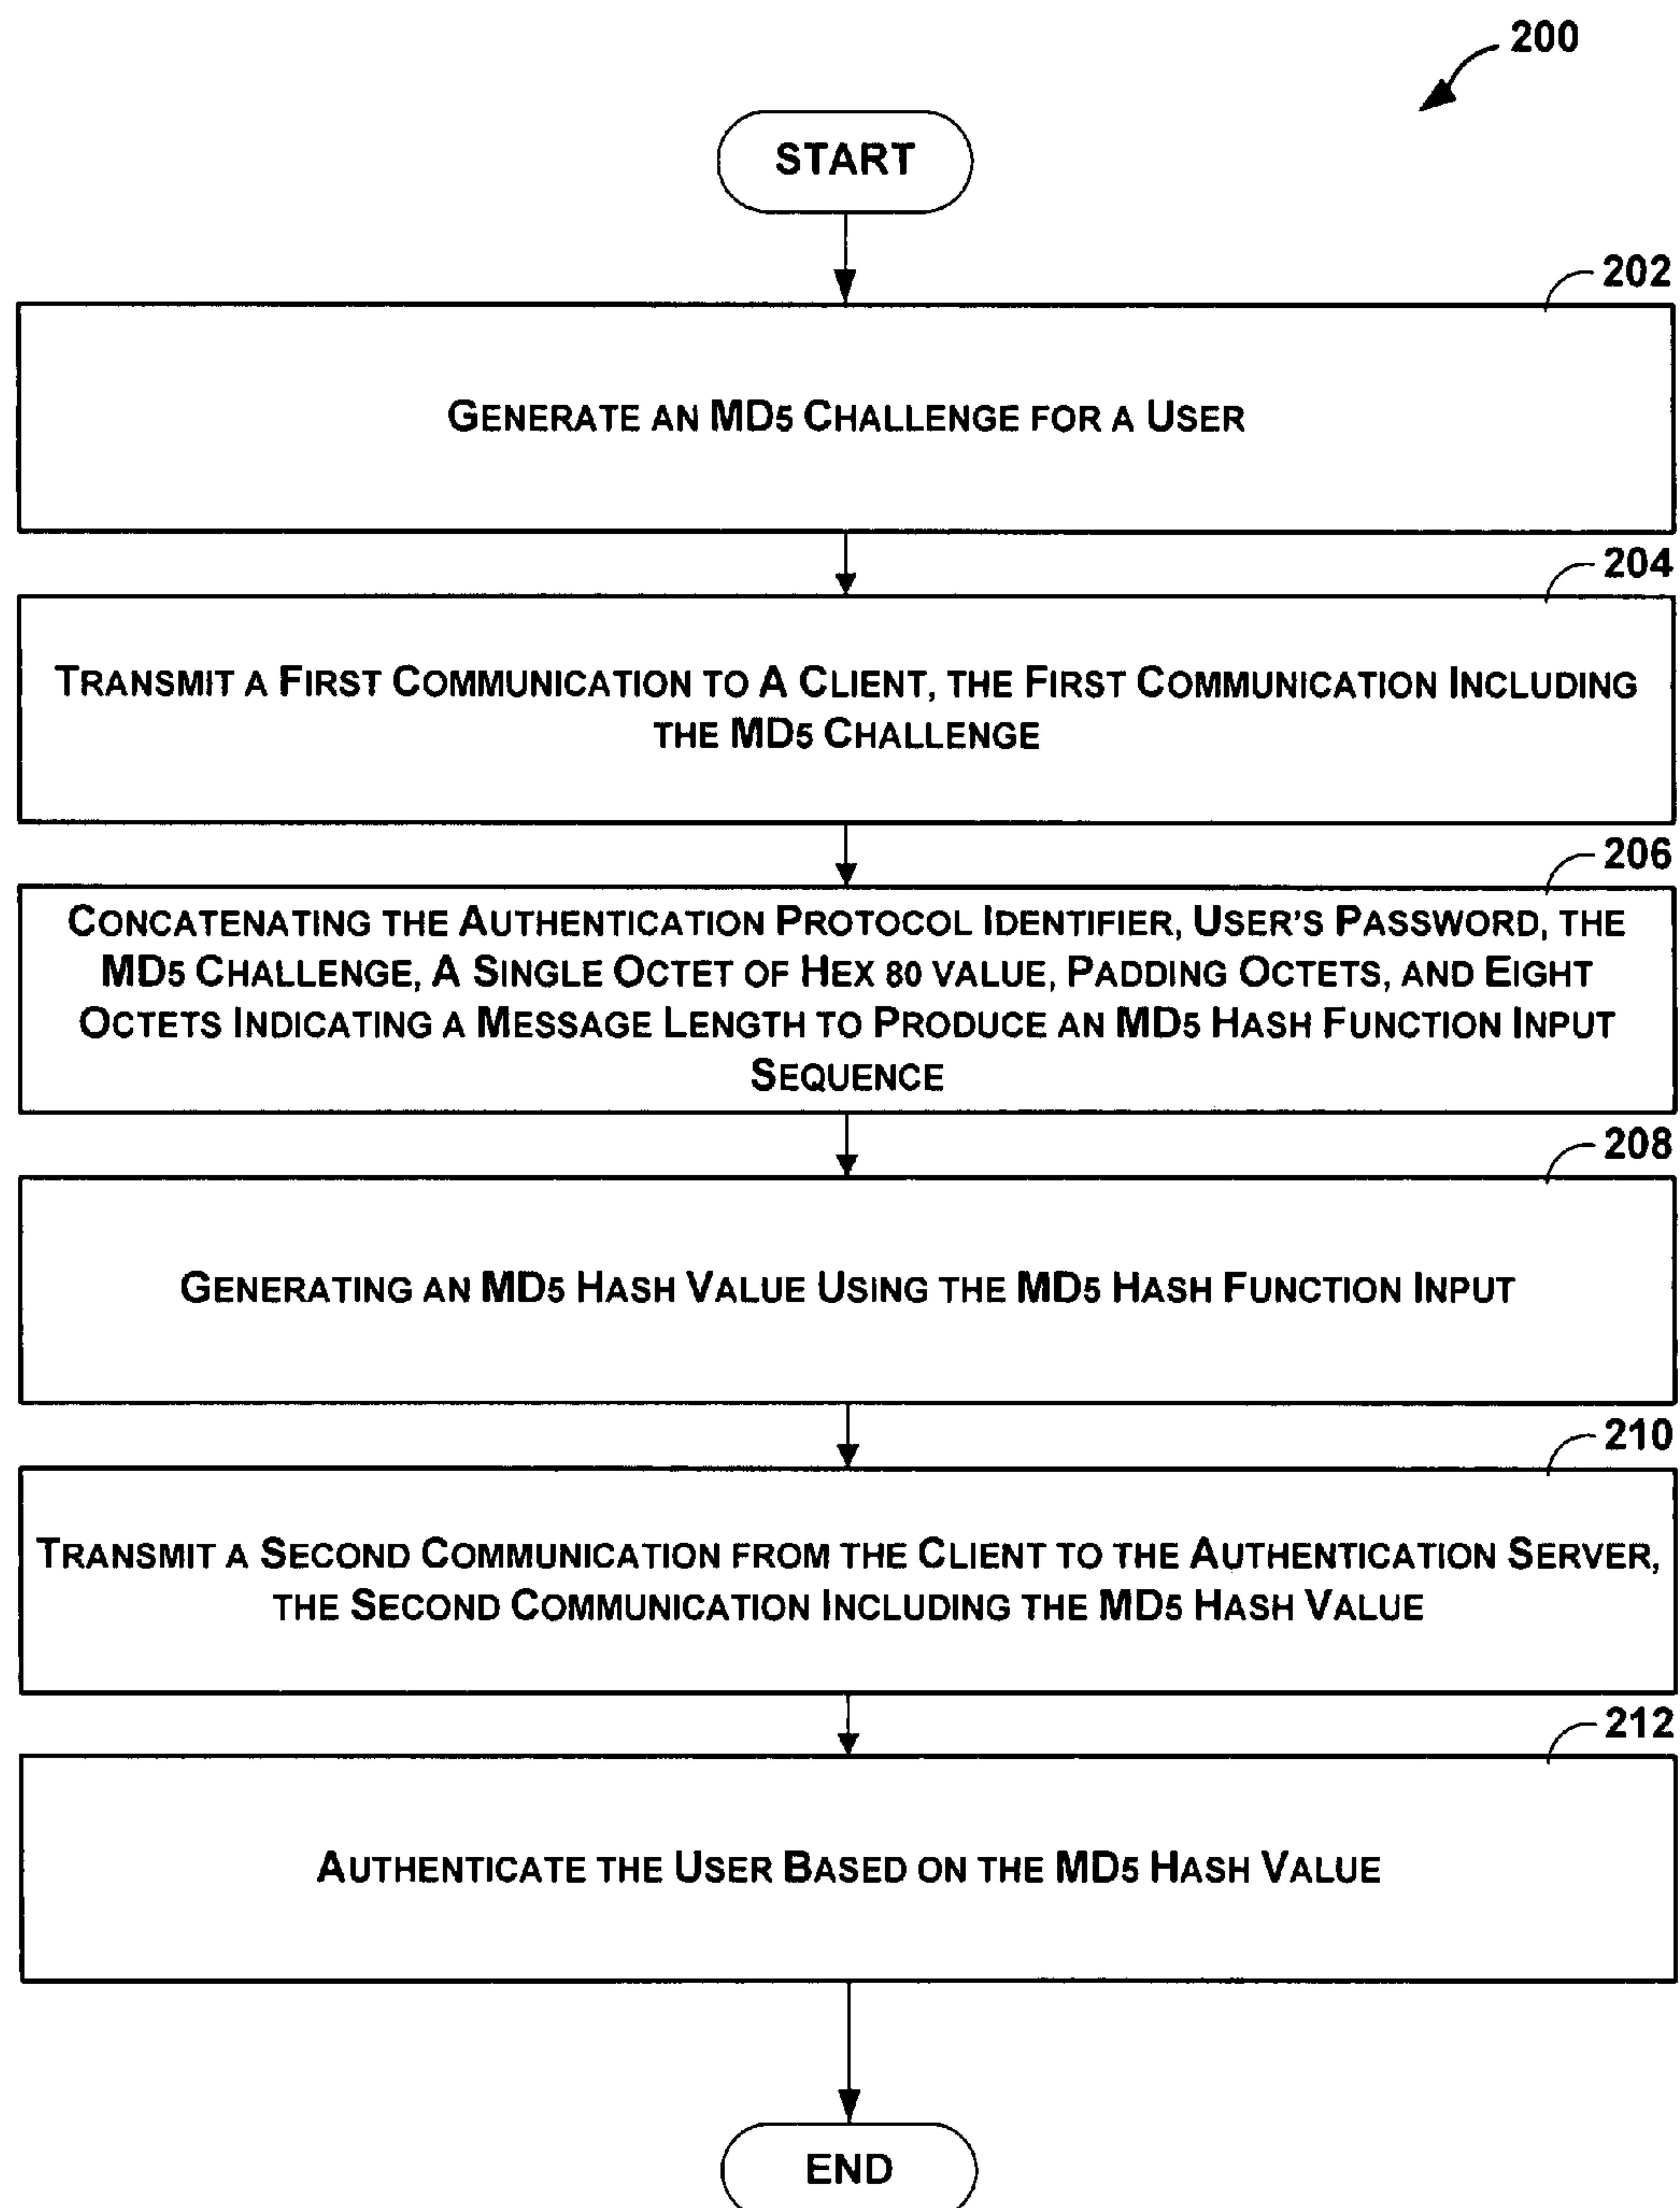 200
START
202
GENERATE AN MD5 CHALLENGE FOR A USER
204
TRANSMIT A FIRST COMMUNICATION TO A CLIENT, THE FIRST COMMUNICATION INCLUDING
THE MD5 CHALLENGE
206
CONCATENATING THE AUTHENTICATION PROTOCOL IDENTIFIER, USER'S PASSWORD, THE
MD5 CHALLENGE, A SINGLE OCTET OF HEX 80 VALUE, PADDING OCTETS, AND EIGHT
OCTETS INDICATING A MESSAGE LENGTH TO PRODUCE AN MD5 HASH FUNCTION INPUT
SEQUENCE
208
GENERATING AN MD5 HASH VALUE USING THE MD5 HASH FUNCTION INPUT
210
TRANSMIT A SECOND COMMUNICATION FROM THE CLIENT TO THE AUTHENTICATION SERVER,
THE SECOND COMMUNICATION INCLUDING THE MD5 HASH VALUE
212
AUTHENTICATE THE USER BASED ON THE MD5 HASH VALUE
END